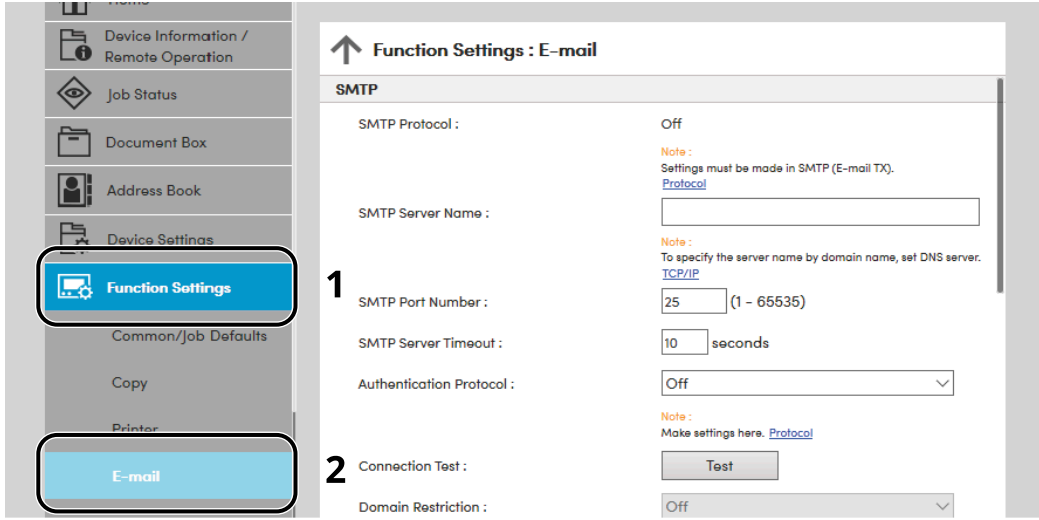 Home
Device Information /
Remote Operation
Job Status
Document Box
Address Book
Device Settings
Function Settings
1
Common/Job Defaults
Copy
Printer
E-mail
2
Function Settings : E-mail
SMTP
SMTP Protocol :
Off
Note :
Settings must be made in SMTP (E-mail TX).
Protocol
SMTP Server Name :
Note :
To specify the server name by domain name, set DNS server.
TCP/IP
SMTP Port Number :
25 (1 - 65535)
SMTP Server Timeout :
10 seconds
Authentication Protocol :
Off
Note :
Make settings here. Protocol
Connection Test :
Test
Domain Restriction :
Off